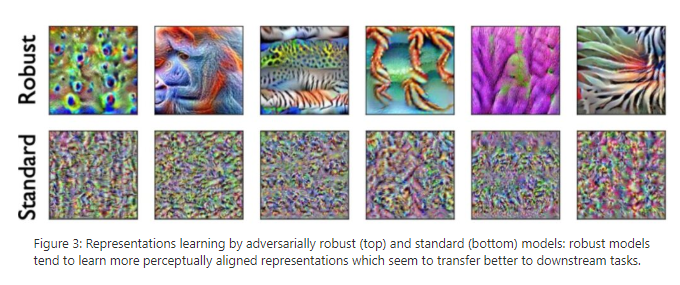 Robust
Standard
Figure 3: Representations learning by adversarially robust (top) and standard (bottom) models: robust models
tend to learn more perceptually aligned representations which seem to transfer better to downstream tasks.